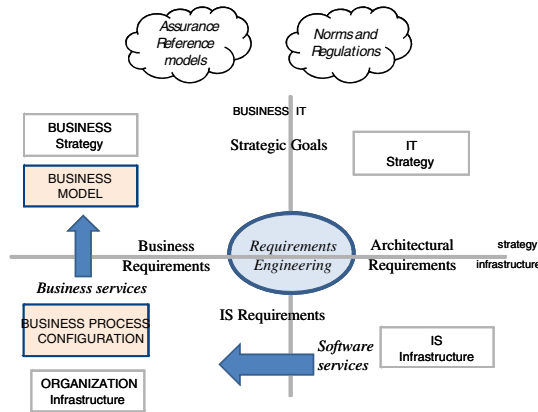 Assurance
Reference
models
Norms and
Regulations
BUSINESS IT
BUSINESS
Strategy
Strategic Goals
IT
Strategy
BUSINESS
MODEL
Business
Requirements
Requirements
Engineering
Architectural
Requirements
strategy
infrastructure
Business services
IS Requirements
BUSINESS PROCESS
CONFIGURATION
Software
services
IS
Infrastructure
ORGANIZATION
Infrastructure